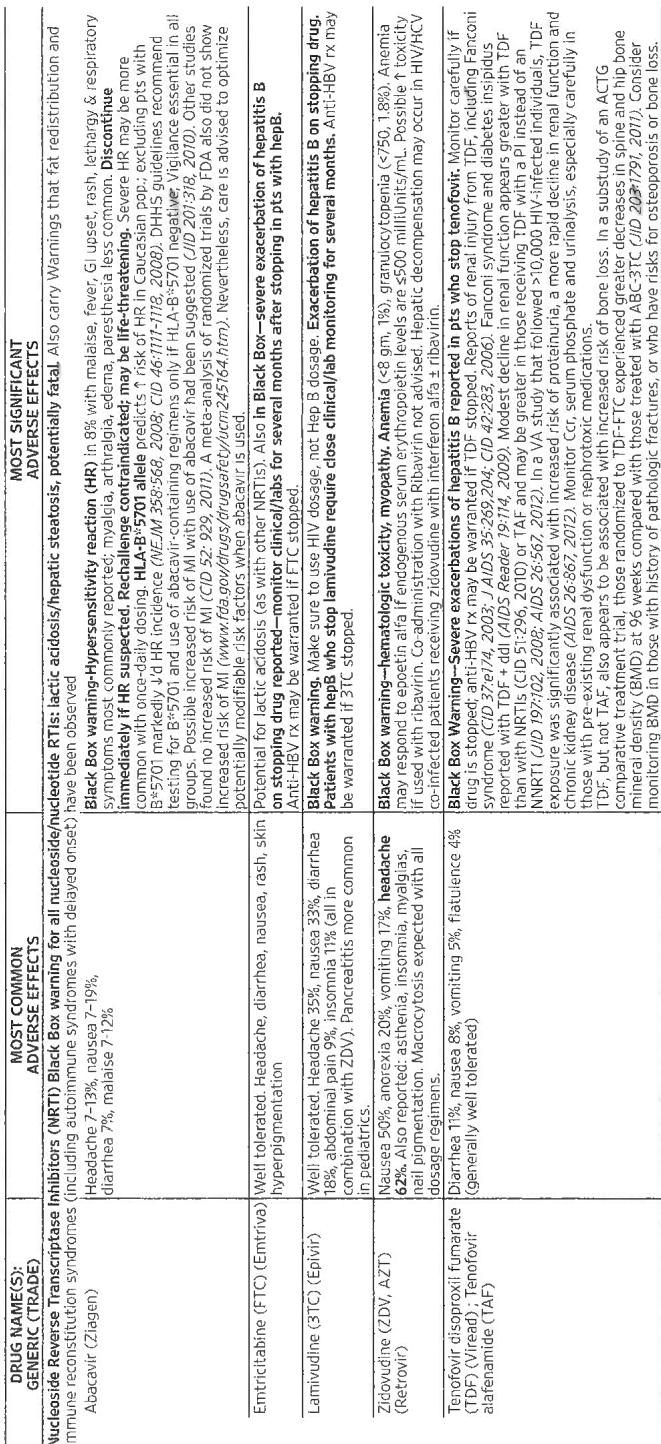 DRUG NAME(S):
GENERIC (TRADE)
MOST COMMON
ADVERSE EFFECTS
MOST SIGNIFICANT
ADVERSE EFFECTS
Nucleoside Reverse Transcriptase Inhibitors (NRTI) Black Box warning for all nucleoside/nucleotide RTIs: lactic acidosis/hepatic steatosis, potentially fatal. Also carry Warnings that fat redistribution and
mmune reconstitution syndromes (including autoimmune syndromes with delayed onset) have been observed
Abacavir (Ziagen)
Headache 7-13%, nausea 7-19%,
diarrhea 7%, malaise 7-12%
Black Box warning-Hypersensitivity reaction (HR) in 8% with malaise, fever, GI upset, rash, lethargy & respiratory
symptoms most commonly reported; myalgia, arthralgia, edema, paresthesia less common. Discontinue
immediately if HR suspected. Rechallenge contraindicated; may be life-threatening. Severe HR may be more
common with once-daily dosing. HLA-B*5701 allele predicts ↑ risk of HR in Caucasian pop.; excluding pts with
B*5701 markedly ↓d HR incidence (NEJM 358:568, 2008; CID 46:1111-1118, 2008). DHHS guidelines recommend
testing for B*5701 and use of abacavir-containing regimens only if HLA-B*5701 negative; Vigilance essential in all
groups. Possible increased risk of MI with use of abacavir had been suggested (JID 201:318, 2010). Other studies
found no increased risk of MI (CID 52: 929, 2011). A meta-analysis of randomized trials by FDA also did not show
increased risk of MI (www.fda.gov/drugs/drugsafety/ucm245164.htm). Nevertheless, care is advised to optimize
potentially modifiable risk factors when abacavir is used.
Emtricitabine (FTC) (Emtriva)
Well tolerated. Headache, diarrhea, nausea, rash, skin
hyperpigmentation
Potential for lactic acidosis (as with other NRTIs). Also in Black Box—severe exacerbation of hepatitis B
on stopping drug reported—monitor clinical/labs for several months after stopping in pts with hepB.
Anti-HBV rx may be warranted if FTC stopped.
Lamivudine (3TC) (Epivir)
Well tolerated. Headache 35%, nausea 33%, diarrhea
18%, abdominal pain 9%, insomnia 11% (all in
combination with ZDV). Pancreatitis more common
in pediatrics.
Black Box warning. Make sure to use HIV dosage, not Hep B dosage. Exacerbation of hepatitis B on stopping drug.
Patients with hepB who stop lamivudine require close clinical/lab monitoring for several months. Anti-HBV rx may
be warranted if 3TC stopped.
Zidovudine (ZDV, AZT)
(Retrovir)
Nausea 50%, anorexia 20%, vomiting 17%, headache
62%. Also reported: asthenia, insomnia, myalgias,
nail pigmentation. Macrocytosis expected with all
dosage regimens.
Black Box warning—hematologic toxicity, myopathy. Anemia (<8 gm, 1%), granulocytopenia (<750, 1.8%). Anemia
may respond to epoetin alfa if endogenous serum erythropoietin levels are ≤500 milliUnits/mL. Possible ↑ toxicity
if used with ribavirin. Co-administration with Ribavirin not advised. Hepatic decompensation may occur in HIV/HCV
co-infected patients receiving zidovudine with interferon alfa ± ribavirin.
Tenofovir disoproxil fumarate
(TDF) (Viread) ; Tenofovir
alafenamide (TAF)
Diarrhea 11%, nausea 8%, vomiting 5%, flatulence 4%
(generally well tolerated)
Black Box Warning—Severe exacerbations of hepatitis B reported in pts who stop tenofovir. Monitor carefully if
drug is stopped; anti-HBV rx may be warranted if TDF stopped. Reports of renal injury from TDF, including Fanconi
syndrome (CID 37:e174, 2003; J AIDS 35:269,204; CID 42:283, 2006). Fanconi syndrome and diabetes insipidus
reported with TDF + ddI (AIDS Reader 19:114, 2009). Modest decline in renal function appears greater with TDF
than with NRTIs (CID 51:296, 2010) or TAF and may be greater in those receiving TDF with a PI instead of an
NNRTI (JID 197:102, 2008; AIDS 26:567, 2012). In a VA study that followed >10,000 HIV-infected individuals, TDF
exposure was significantly associated with increased risk of proteinuria, a more rapid decline in renal function and
chronic kidney disease (AIDS 26:867, 2012). Monitor Ccr, serum phosphate and urinalysis, especially carefully in
those with pre-existing renal dysfunction or nephrotoxic medications.
TDF, but not TAF, also appears to be associated with increased risk of bone loss. In a substudy of an ACTG
comparative treatment trial, those randomized to TDF-FTC experienced greater decreases in spine and hip bone
mineral density (BMD) at 96 weeks compared with those treated with ABC-3TC (JID 203:1791, 2011). Consider
monitoring BMD in those with history of pathologic fractures, or who have risks for osteoporosis or bone loss.